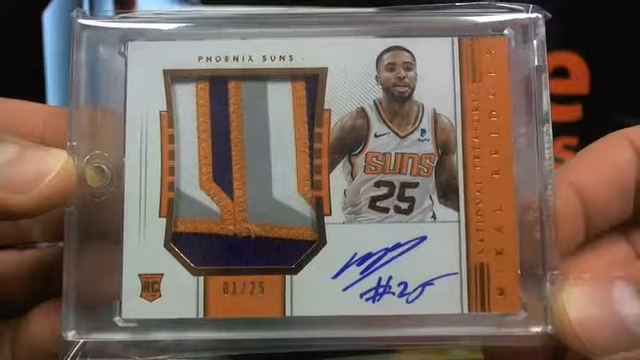 PHOENIX SUNS
SUNS
25
NATIONAL TREASURES
MIKAL BRIDGES
RC
01/25
#25